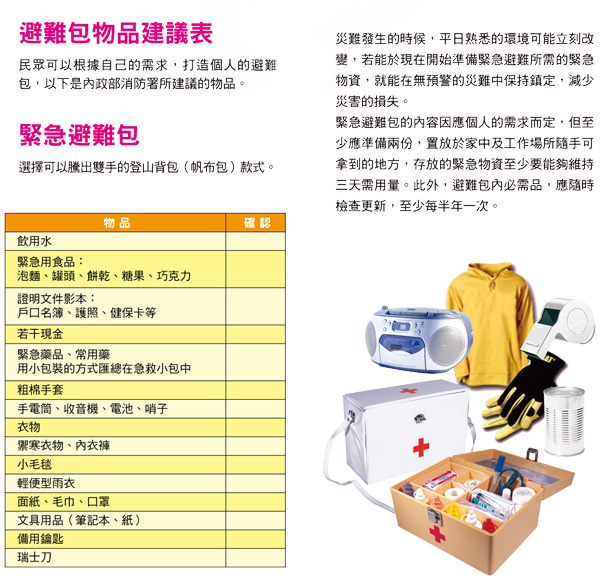 避難包物品建議表
民眾可以根據自己的需求，打造個人的避難
包，以下是內政部消防署所建議的物品。
緊急避難包
選擇可以騰出雙手的登山背包（帆布包）款式。
物品 確認
飲用水
緊急用食品：
泡麵、罐頭、餅乾、糖果、巧克力
證明文件影本：
戶口名簿、護照、健保卡等
若干現金
緊急藥品、常用藥
用小包裝的方式匯總在急救小包中
粗棉手套
手電筒、收音機、電池、哨子
衣物
禦寒衣物、內衣褲
小毛毯
輕便型雨衣
面紙、毛巾、口罩
文具用品（筆記本、紙）
備用鑰匙
瑞士刀
災難發生的時候，平日熟悉的環境可能立刻改
變，若能於現在開始準備緊急避難所需的緊急
物資，就能在無預警的災難中保持鎮定，減少
災害的損失。
緊急避難包的內容因應個人的需求而定，但至
少應準備兩份，置放於家中及工作場所隨手可
拿到的地方，存放的緊急物資至少要能夠維持
三天需用量。此外，避難包內必需品，應隨時
檢查更新，至少每半年一次。